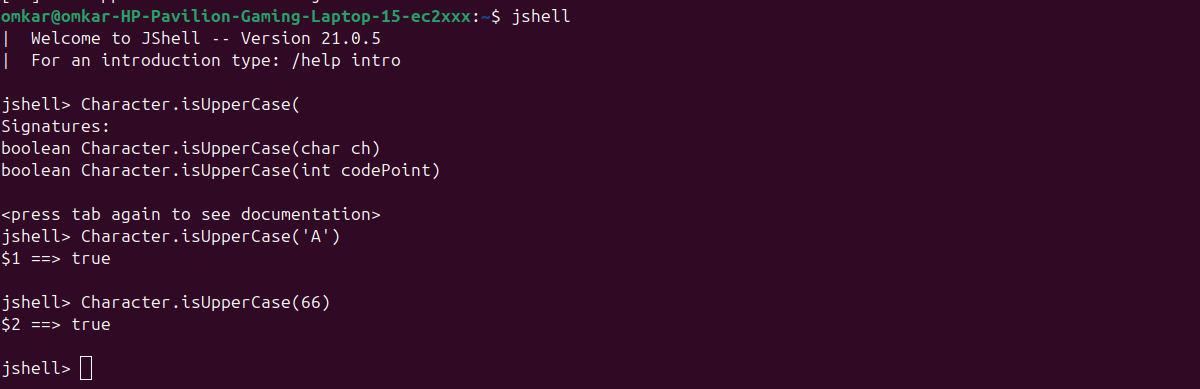 omkar@omkar-HP-Pavilion-Gaming-Laptop-15-ec2xxx:~$ jshell
|  Welcome to JShell -- Version 21.0.5
|  For an introduction type: /help intro

jshell> Character.isUpperCase(
Signatures:
boolean Character.isUpperCase(char ch)
boolean Character.isUpperCase(int codePoint)

<press tab again to see documentation>
jshell> Character.isUpperCase('A')
$1 ==> true

jshell> Character.isUpperCase(66)
$2 ==> true

jshell>